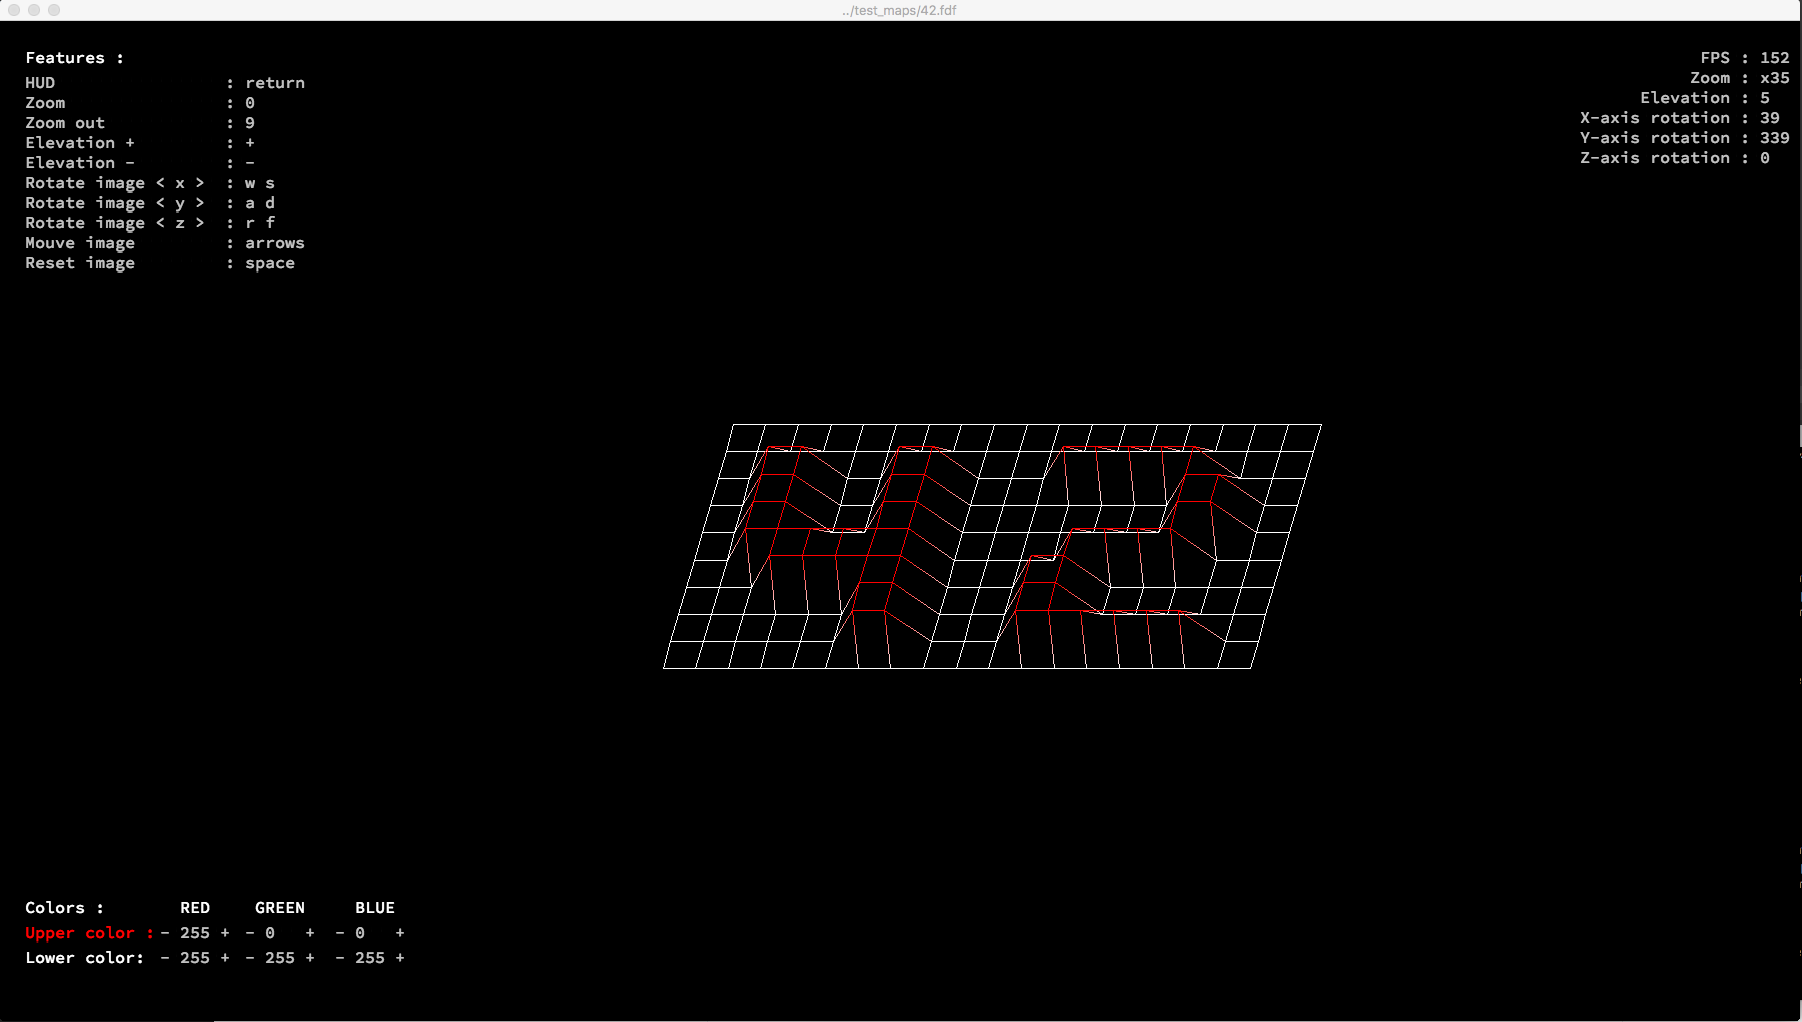 ../test_maps/42.fdf
Features :
HUD : return
Zoom : 0
Zoom out : 9
Elevation + : +
Elevation - : -
Rotate image < x > : w s
Rotate image < y > : a d
Rotate image < z > : r f
Mouve image : arrows
Reset image : space
FPS : 152
Zoom : x35
Elevation : 5
X-axis rotation : 39
Y-axis rotation : 339
Z-axis rotation : 0
42
Colors : RED GREEN BLUE
Upper color : - 255 + - 0 + - 0 +
Lower color: - 255 + - 255 + - 255 +